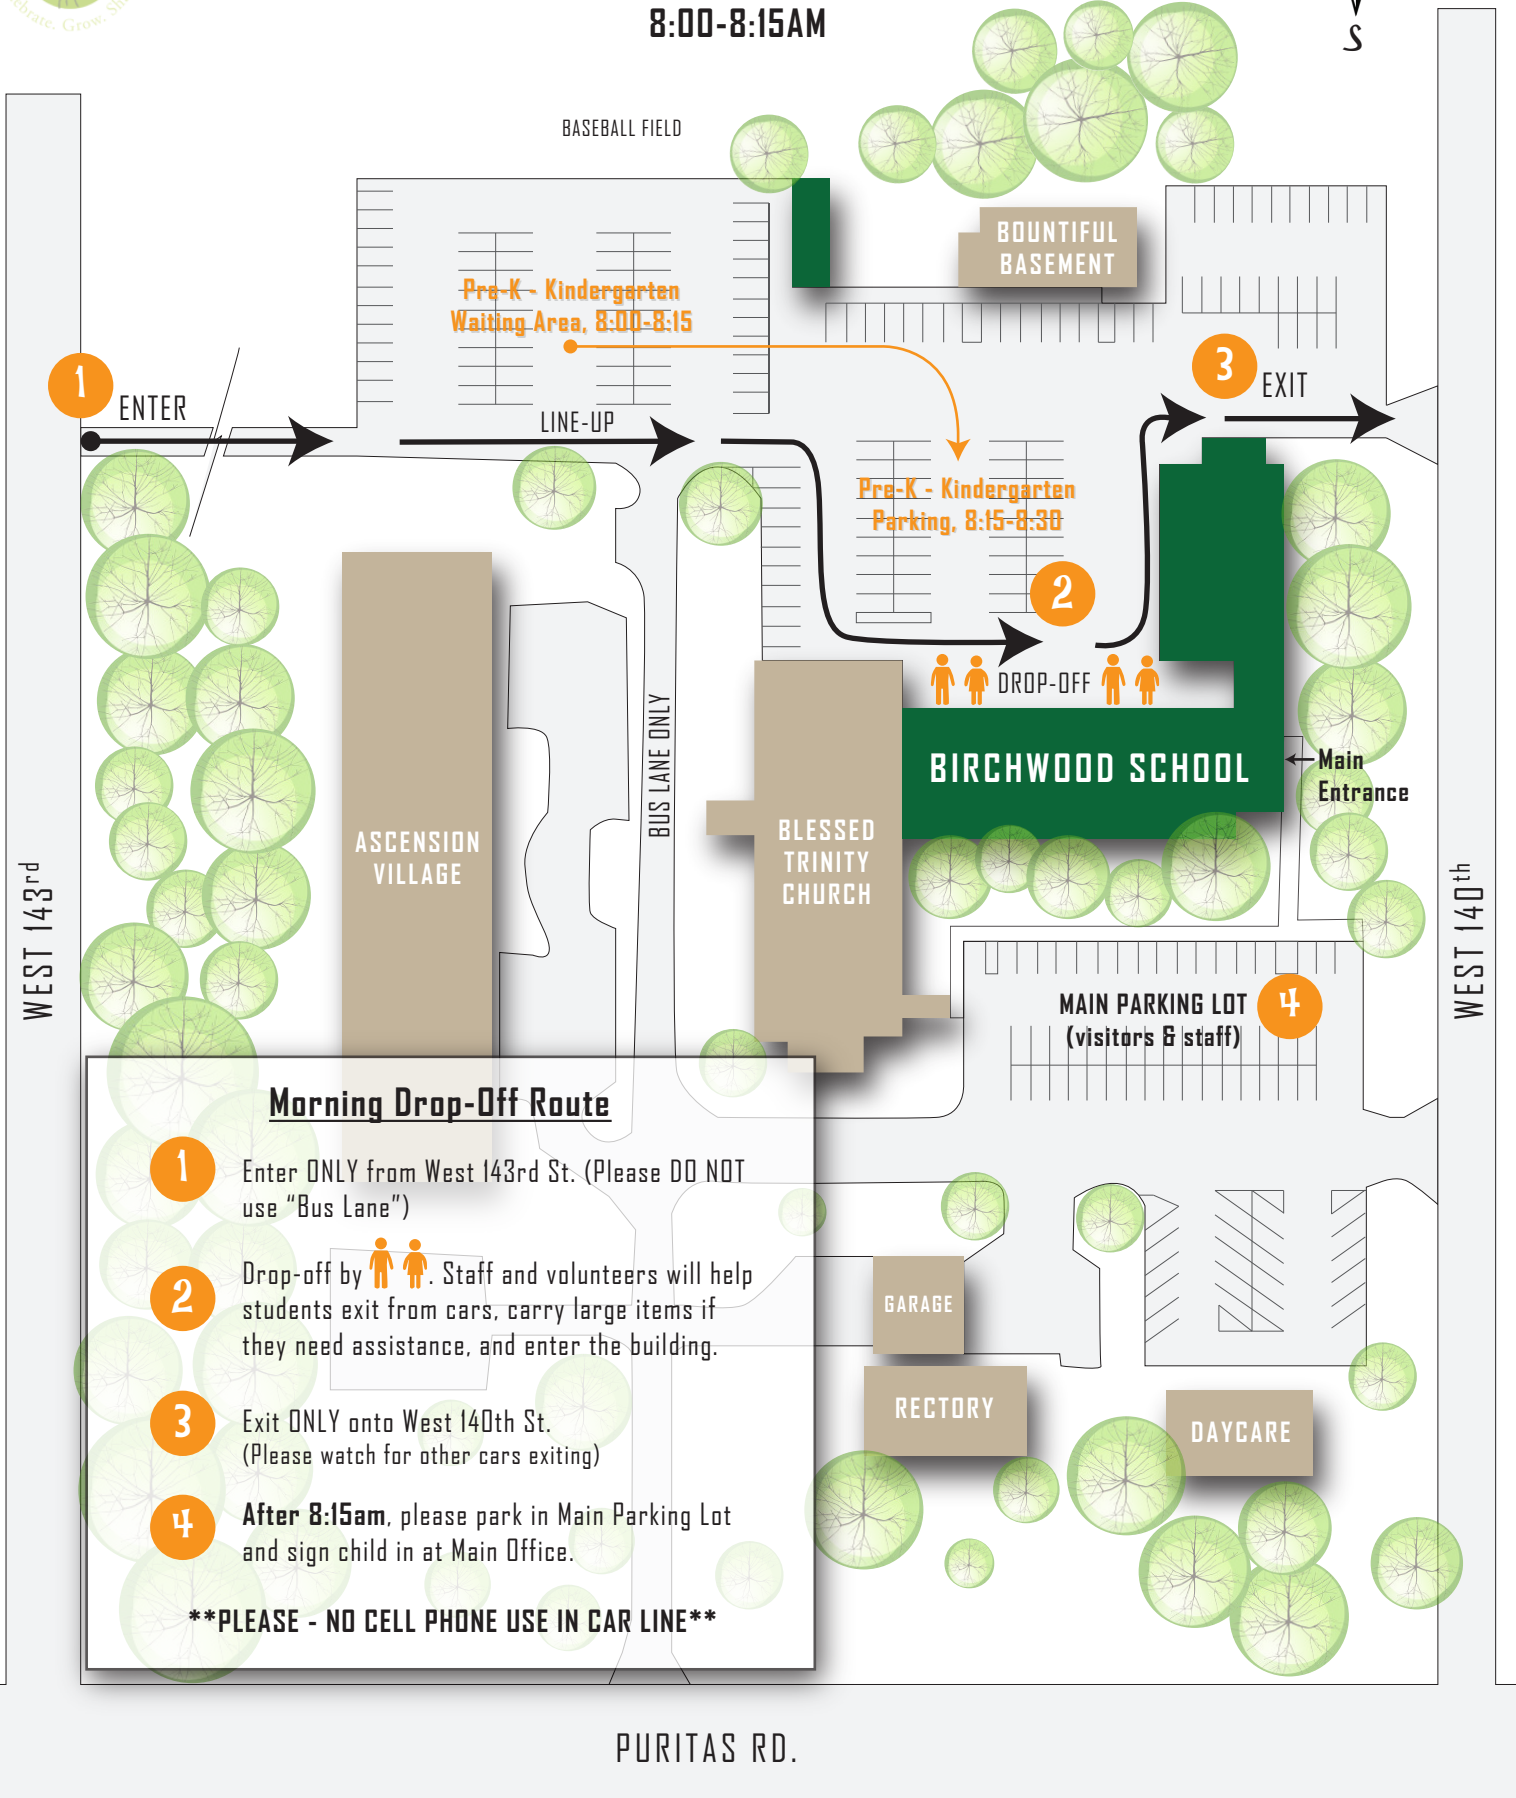 ebrate. Grow. Sh
8:00-8:15AM
S
BASEBALL FIELD
BOUNTIFUL
BASEMENT
Pre-K - Kindergarten
Waiting Area, 8:00-8:15
1
ENTER
LINE-UP
3
EXIT
Pre-K - Kindergarten
Parking, 8:15-8:30
2
DROP-OFF
BUS LANE ONLY
BIRCHWOOD SCHOOL
Main
Entrance
ASCENSION
VILLAGE
BLESSED
TRINITY
CHURCH
WEST 143rd
WEST 140th
MAIN PARKING LOT
(visitors & staff)
4
Morning Drop-Off Route
1
Enter ONLY from West 143rd St. (Please DO NOT
use “Bus Lane”)
2
Drop-off by . Staff and volunteers will help
students exit from cars, carry large items if
they need assistance, and enter the building.
3
Exit ONLY onto West 140th St.
(Please watch for other cars exiting)
4
After 8:15am, please park in Main Parking Lot
and sign child in at Main Office.
**PLEASE - NO CELL PHONE USE IN CAR LINE**
GARAGE
RECTORY
DAYCARE
PURITAS RD.